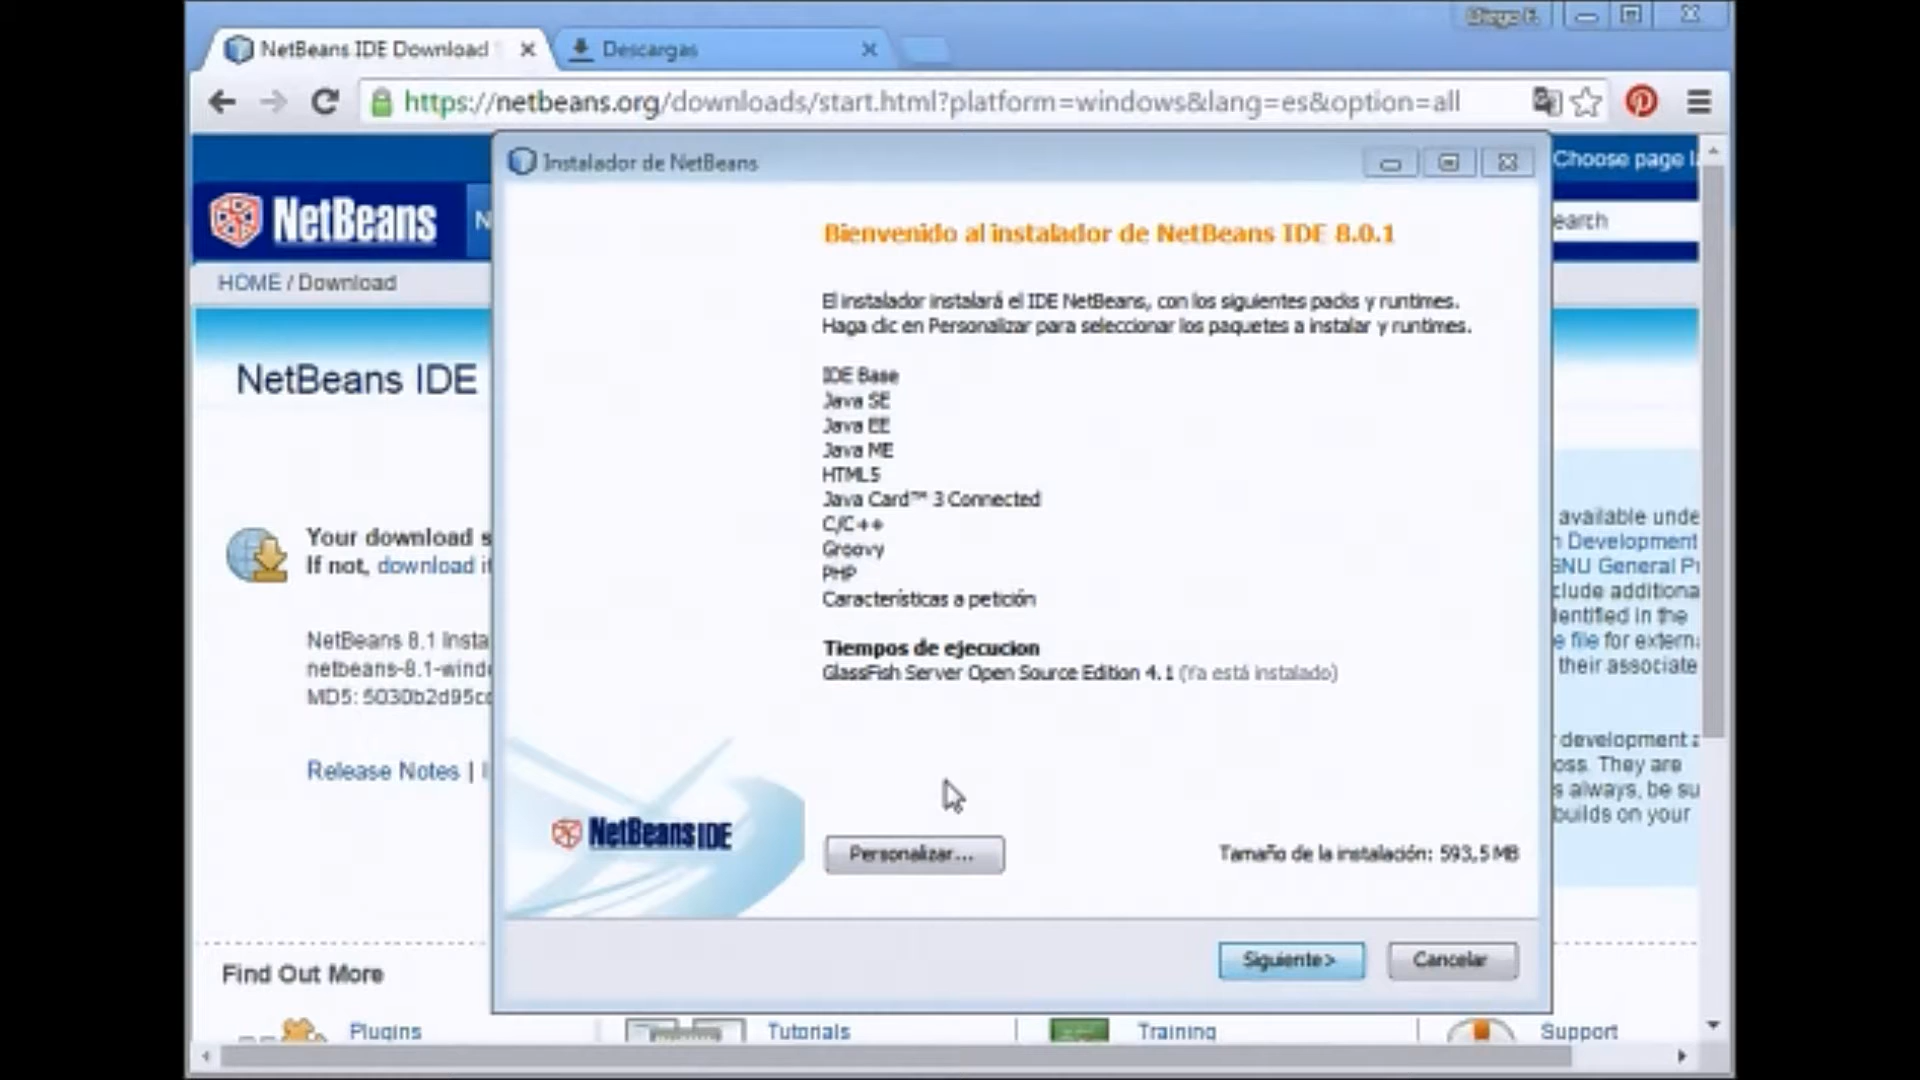 Diego F.
NetBeans IDE Download
Descargas
https://netbeans.org/downloads/start.html?platform=windows&lang=es&option=all
Instalador de NetBeans
Choose page l
NetBeans
N
earch
HOME / Download
NetBeans IDE
Bienvenido al instalador de NetBeans IDE 8.0.1
El instalador instalará el IDE NetBeans, con los siguientes packs y runtimes.
Haga clic en Personalizar para seleccionar los paquetes a instalar y runtimes.
IDE Base
Java SE
Java EE
Java ME
HTML5
Java Card™ 3 Connected
C/C++
Groovy
PHP
Características a petición
Tiempos de ejecucion
GlassFish Server Open Source Edition 4.1 (Ya está instalado)
Your download s
If not, download it
NetBeans 8.1 Insta
netbeans-8.1-windo
MD5: 5030b2d95cc
Release Notes |
available unde
n Development
GNU General P
clude additiona
dentified in the
e file for externa
their associate
development a
oss. They are
s always, be su
builds on your
NetBeans IDE
Personalizar...
Tamaño de la instalación: 593,5 MB
Siguiente >
Cancelar
Find Out More
Plugins
Tutorials
Training
Support